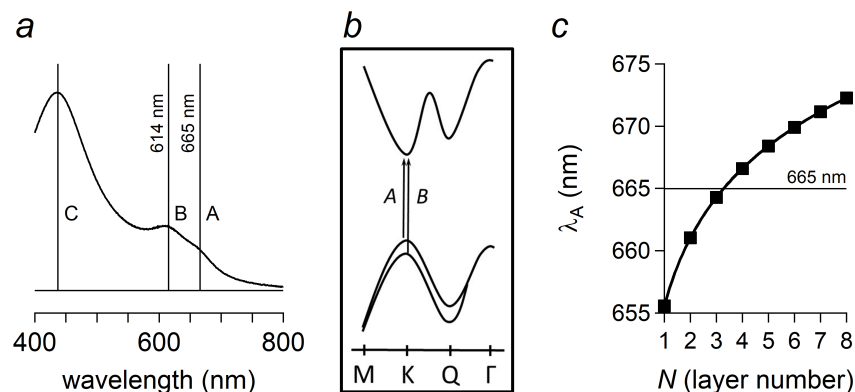 a
614 nm
665 nm
C
B
A
400
600
800
wavelength (nm)
b
A
B
M K Q Γ
c
675
670
665
660
655
λA (nm)
665 nm
1 2 3 4 5 6 7 8
N (layer number)